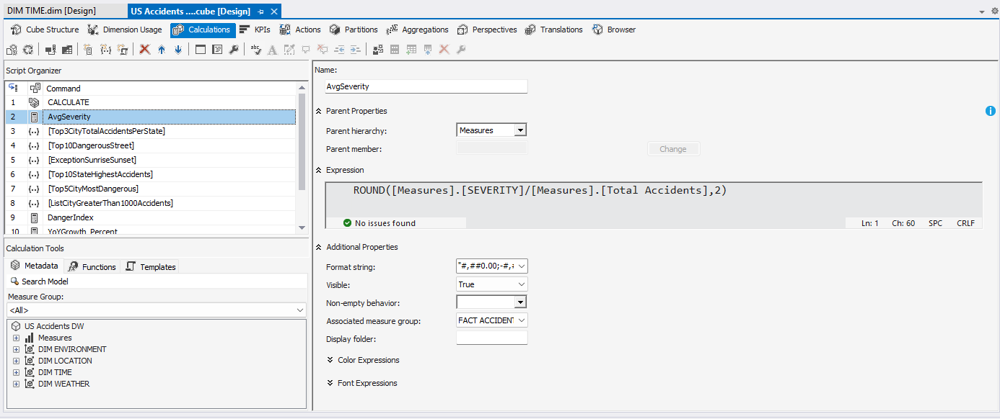 DIM TIME.dim [Design]
US Accidents ....cube [Design]
Cube Structure
Dimension Usage
Calculations
KPIs
Actions
Partitions
Aggregations
Perspectives
Translations
Browser
Script Organizer
Command
1 CALCULATE
2 AvgSeverity
3 [Top3CityTotalAccidentsPerState]
4 [Top10DangerousStreet]
5 [ExceptionSunriseSunset]
6 [Top10StateHighestAccidents]
7 [Top5CityMostDangerous]
8 [ListCityGreaterThan1000Accidents]
9 DangerIndex
10 YoYGrowth_Percent
Calculation Tools
Metadata
Functions
Templates
Search Model
Measure Group:
<All>
US Accidents DW
Measures
DIM ENVIRONMENT
DIM LOCATION
DIM TIME
DIM WEATHER
Name:
AvgSeverity
Parent Properties
Parent hierarchy:
Measures
Parent member:
Change
Expression
ROUND([Measures].[SEVERITY]/[Measures].[Total Accidents],2)
No issues found
Ln: 1 Ch: 60 SPC CRLF
Additional Properties
Format string:
"#,##0.00;-#,#
Visible:
True
Non-empty behavior:
Associated measure group:
FACT ACCIDENT
Display folder:
Color Expressions
Font Expressions